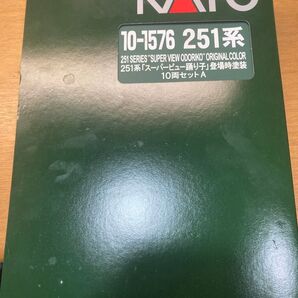 KATO
10-1576 251系
251 SERIES "SUPER VIEW ODORIKO" ORIGINAL COLOR
251系「スーパービュー踊り子」登場時塗装
10両セットA